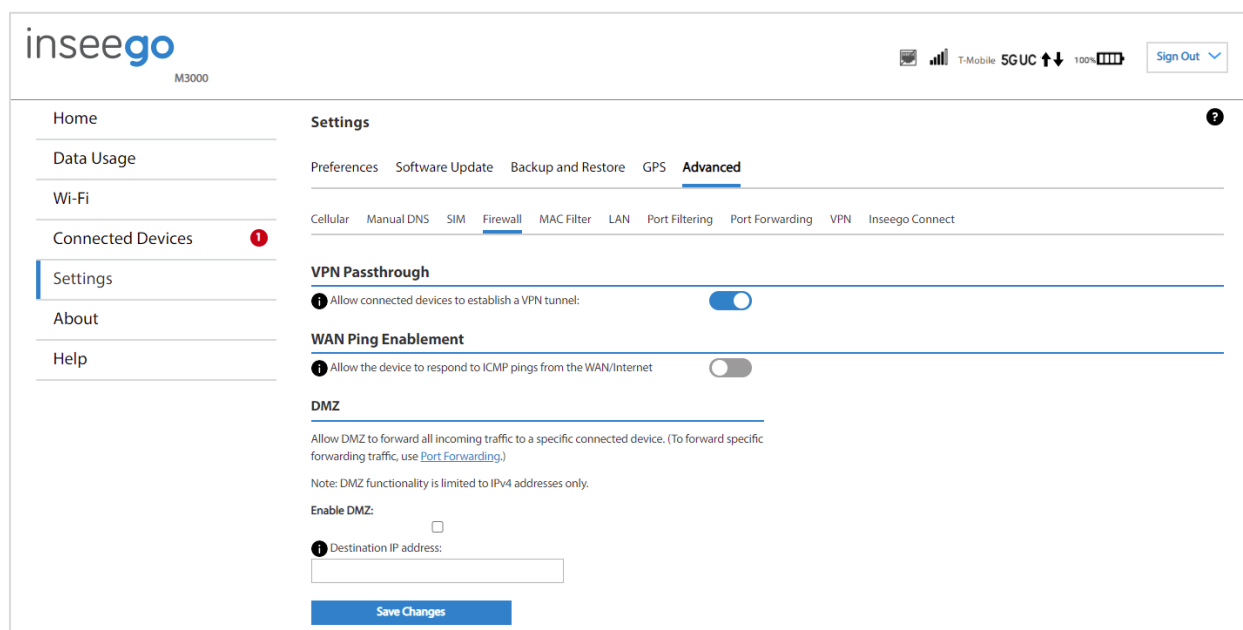 inseego
M3000
T-Mobile 5G UC 100%
Sign Out
Home
Data Usage
Wi-Fi
Connected Devices 1
Settings
About
Help
Settings
?
Preferences Software Update Backup and Restore GPS Advanced
Cellular Manual DNS SIM Firewall MAC Filter LAN Port Filtering Port Forwarding VPN Inseego Connect
VPN Passthrough
i Allow connected devices to establish a VPN tunnel:
WAN Ping Enablement
i Allow the device to respond to ICMP pings from the WAN/Internet
DMZ
Allow DMZ to forward all incoming traffic to a specific connected device. (To forward specific
forwarding traffic, use Port Forwarding.)
Note: DMZ functionality is limited to IPv4 addresses only.
Enable DMZ:
i Destination IP address:
Save Changes